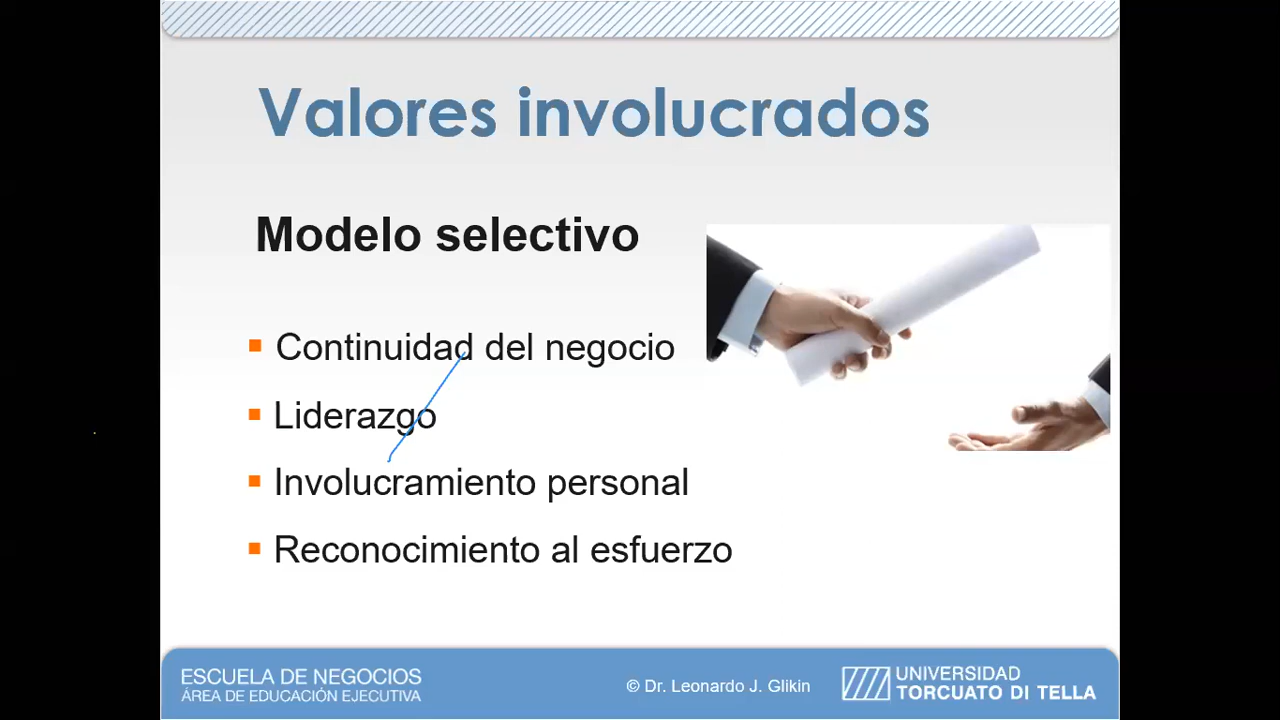 Valores involucrados
Modelo selectivo
Continuidad del negocio
Liderazgo
Involucramiento personal
Reconocimiento al esfuerzo
ESCUELA DE NEGOCIOS
ÁREA DE EDUCACIÓN EJECUTIVA
© Dr. Leonardo J. Glikin
UNIVERSIDAD
TORCUATO DI TELLA